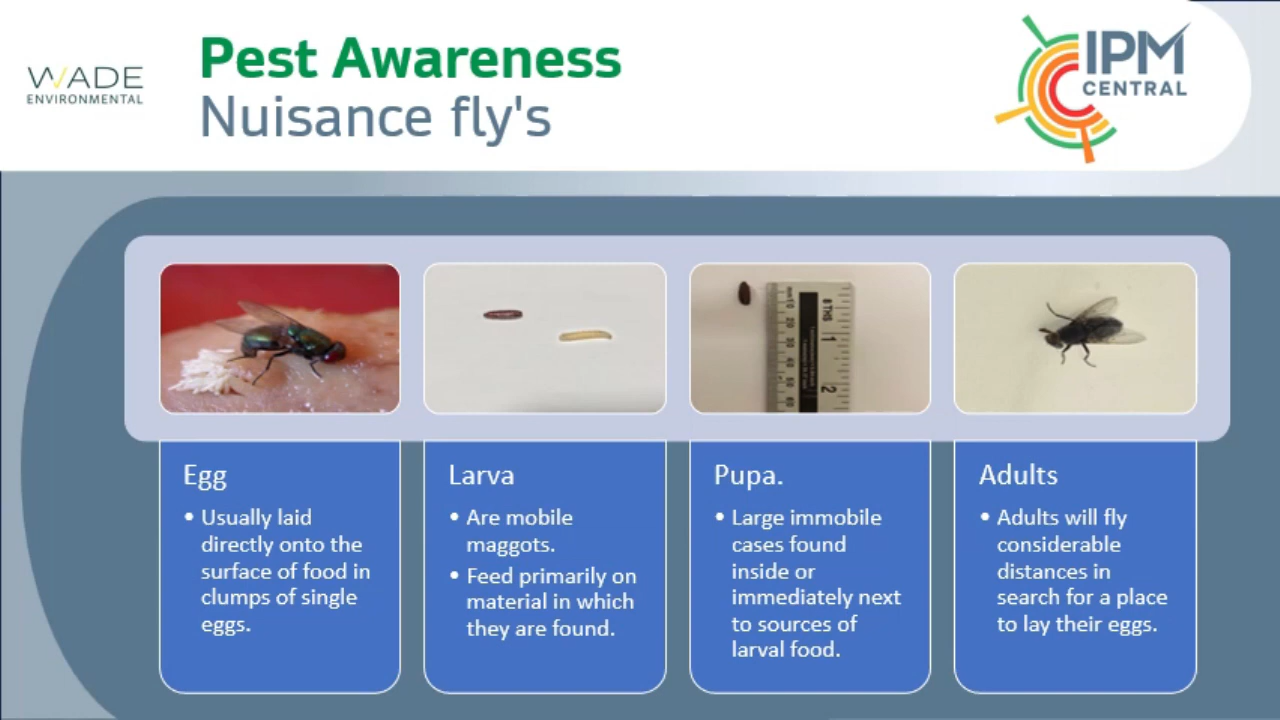 WADE
ENVIRONMENTAL
Pest Awareness
Nuisance fly's
IPM
CENTRAL
Egg
• Usually laid
directly onto the
surface of food in
clumps of single
eggs.
Larva
• Are mobile
maggots.
• Feed primarily on
material in which
they are found.
Pupa.
• Large immobile
cases found
inside or
immediately next
to sources of
larval food.
Adults
• Adults will fly
considerable
distances in
search for a place
to lay their eggs.